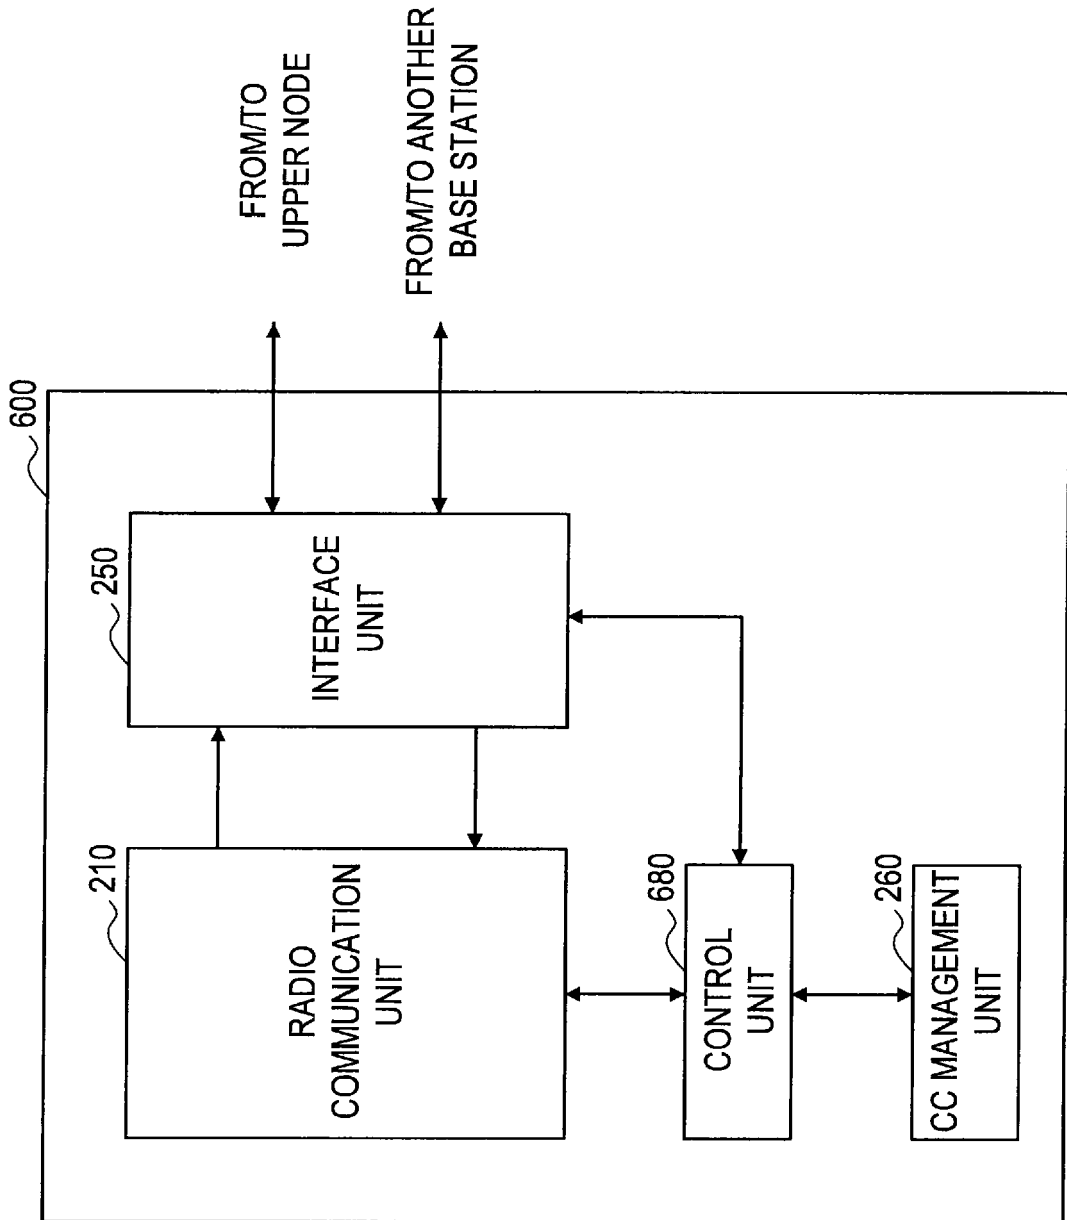 600
210
RADIO
COMMUNICATION
UNIT
250
INTERFACE
UNIT
FROM/TO
UPPER NODE
FROM/TO ANOTHER
BASE STATION
680
CONTROL
UNIT
260
CC MANAGEMENT
UNIT